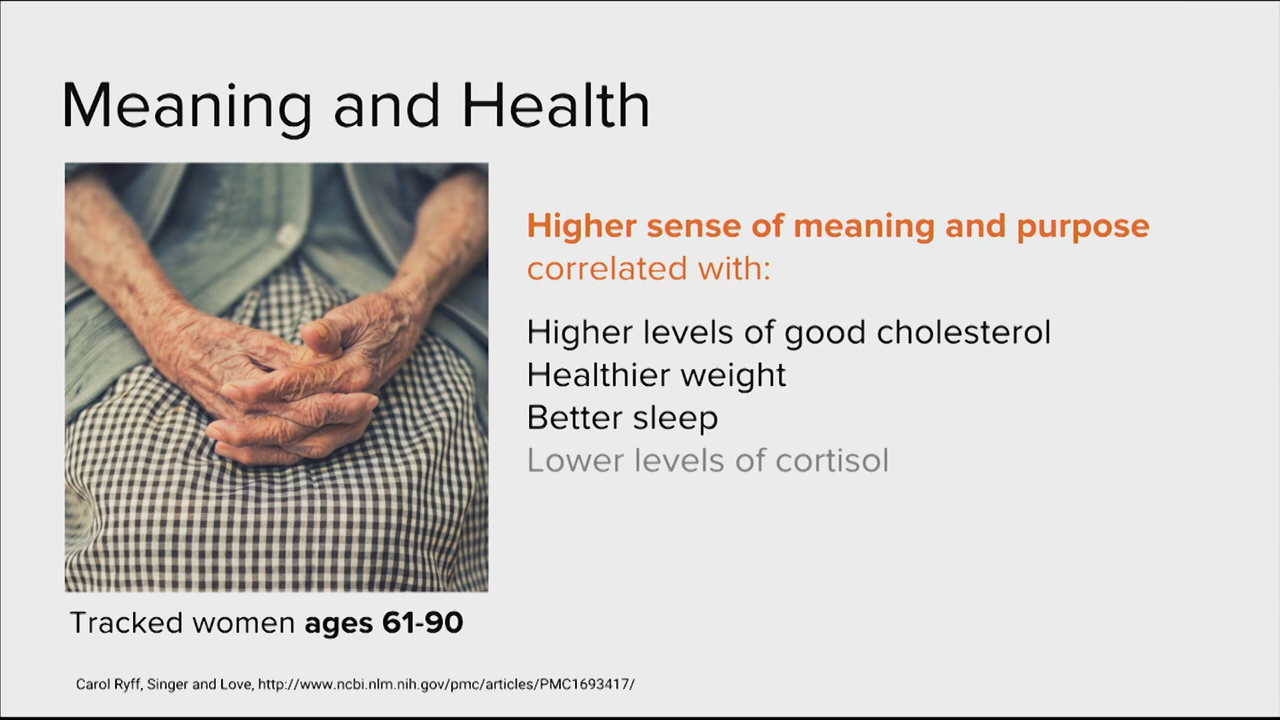 Meaning and Health
Higher sense of meaning and purpose
correlated with:
Higher levels of good cholesterol
Healthier weight
Better sleep
Lower levels of cortisol
Tracked women ages 61-90
Carol Ryff, Singer and Love, http://www.ncbi.nlm.nih.gov/pmc/articles/PMC1693417/